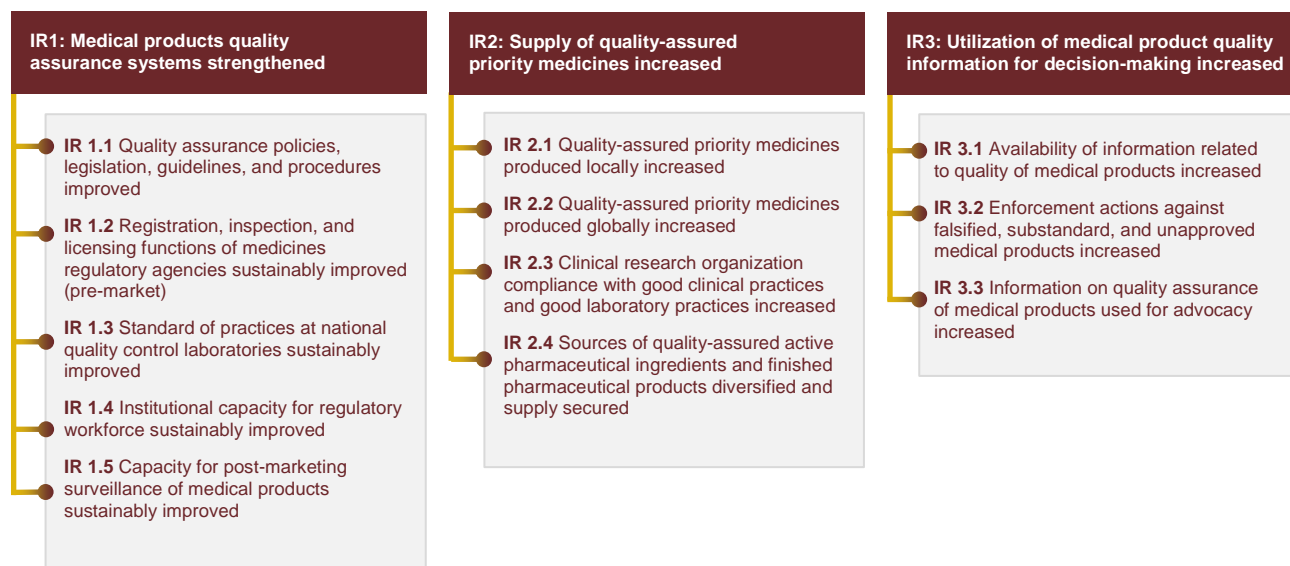 IR1: Medical products quality
assurance systems strengthened
IR 1.1 Quality assurance policies,
legislation, guidelines, and procedures
improved
IR 1.2 Registration, inspection, and
licensing functions of medicines
regulatory agencies sustainably improved
(pre-market)
IR 1.3 Standard of practices at national
quality control laboratories sustainably
improved
IR 1.4 Institutional capacity for regulatory
workforce sustainably improved
IR 1.5 Capacity for post-marketing
surveillance of medical products
sustainably improved
IR2: Supply of quality-assured
priority medicines increased
IR 2.1 Quality-assured priority medicines
produced locally increased
IR 2.2 Quality-assured priority medicines
produced globally increased
IR 2.3 Clinical research organization
compliance with good clinical practices
and good laboratory practices increased
IR 2.4 Sources of quality-assured active
pharmaceutical ingredients and finished
pharmaceutical products diversified and
supply secured
IR3: Utilization of medical product quality
information for decision-making increased
IR 3.1 Availability of information related
to quality of medical products increased
IR 3.2 Enforcement actions against
falsified, substandard, and unapproved
medical products increased
IR 3.3 Information on quality assurance
of medical products used for advocacy
increased